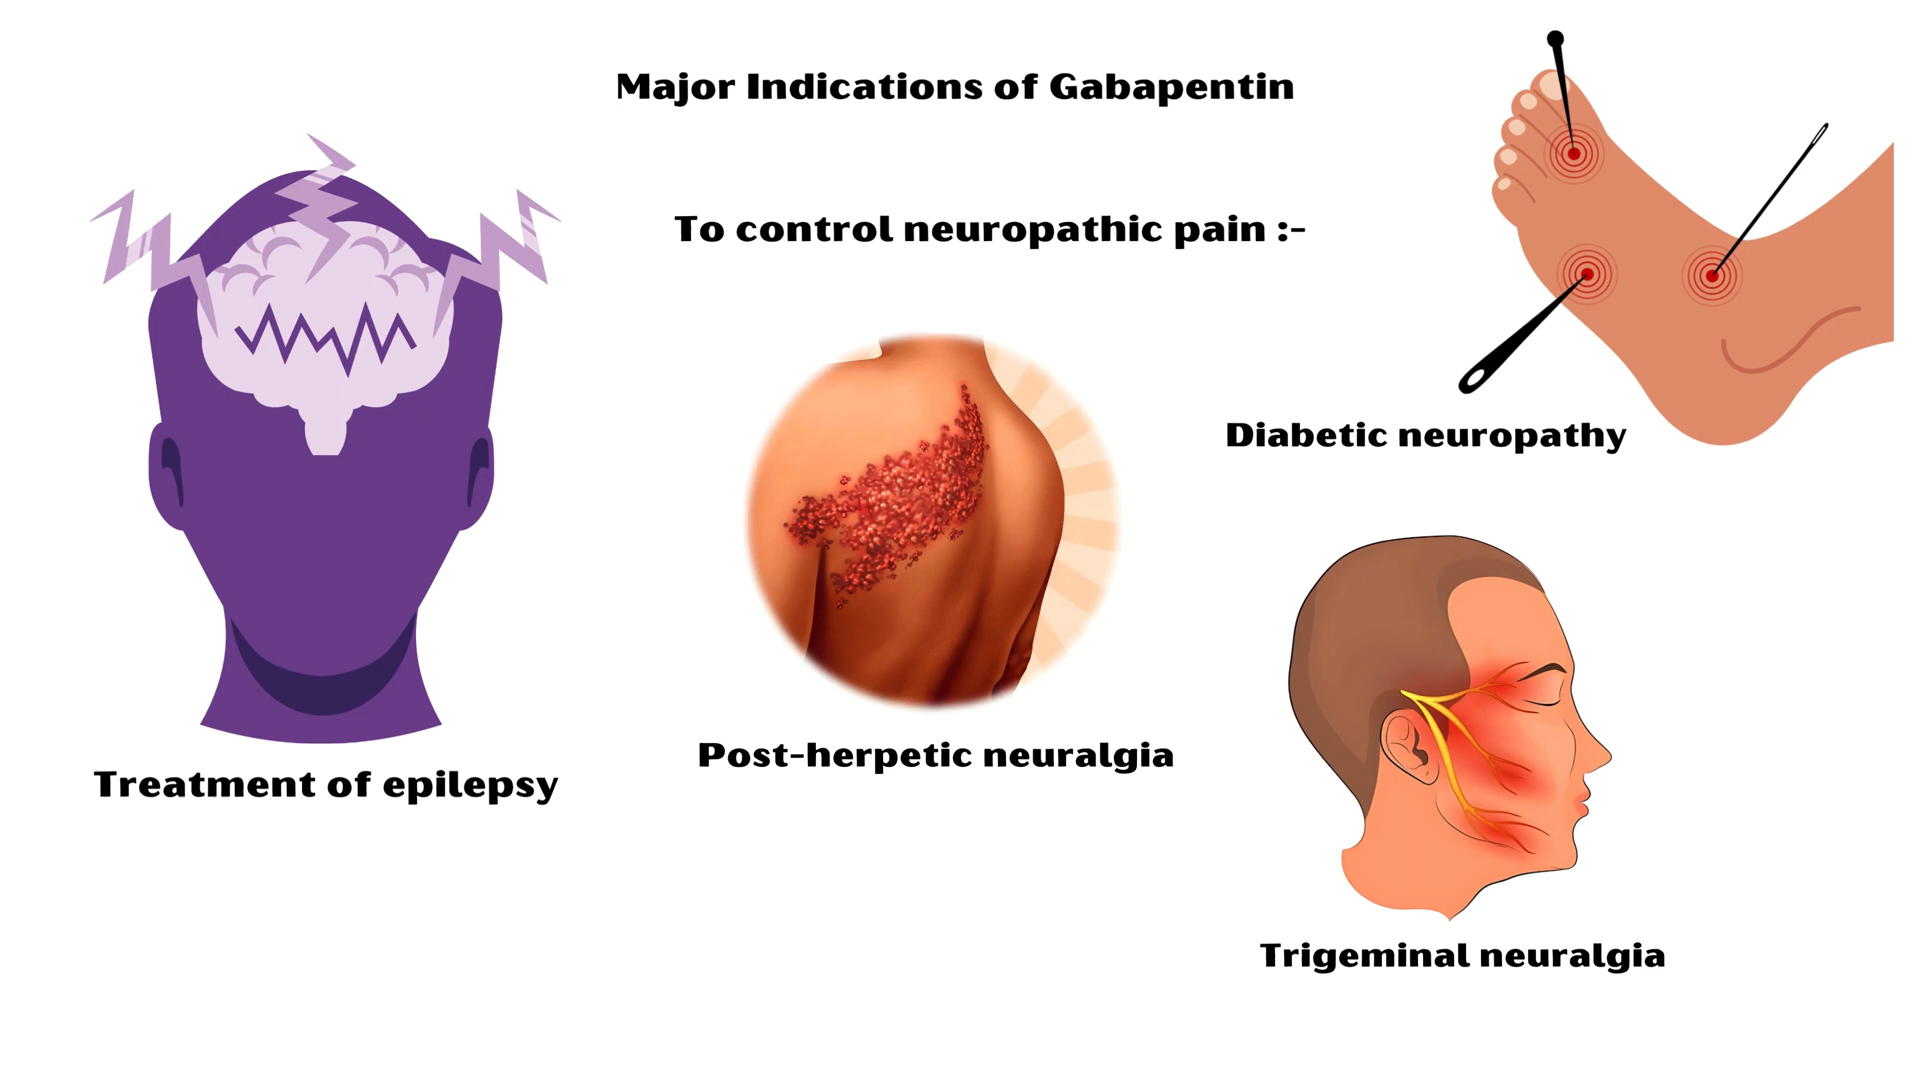 Major Indications of Gabapentin
To control neuropathic pain :-
Diabetic neuropathy
Post-herpetic neuralgia
Treatment of epilepsy
Trigeminal neuralgia